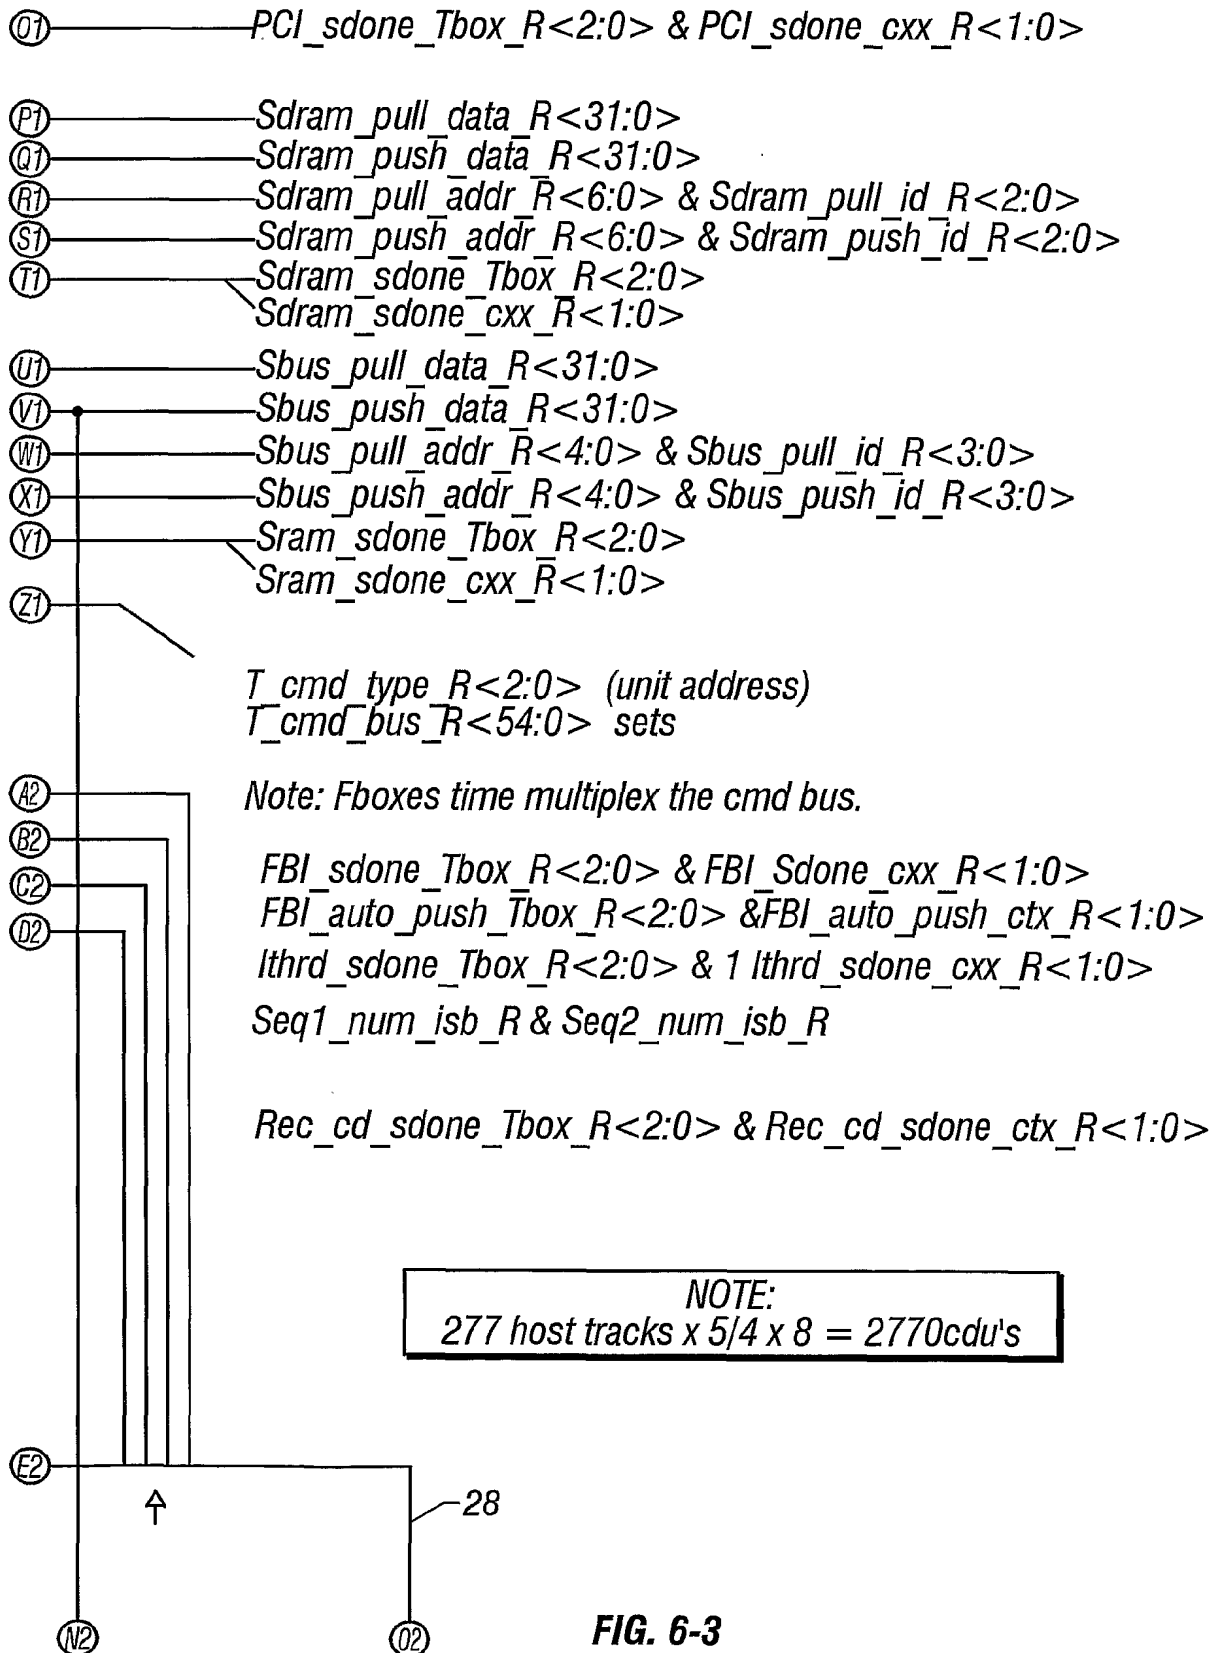 O1 PCI_sdone_Tbox_R<2:0> & PCI_sdone_cxx_R<1:0>
P1 Sdram_pull_data_R<31:0>
Q1 Sdram_push_data_R<31:0>
R1 Sdram_pull_addr_R<6:0> & Sdram_pull_id_R<2:0>
S1 Sdram_push_addr_R<6:0> & Sdram_push_id_R<2:0>
T1 Sdram_sdone_Tbox_R<2:0>
Sdram_sdone_cxx_R<1:0>
U1 Sbus_pull_data_R<31:0>
V1 Sbus_push_data_R<31:0>
W1 Sbus_pull_addr_R<4:0> & Sbus_pull_id_R<3:0>
X1 Sbus_push_addr_R<4:0> & Sbus_push_id_R<3:0>
Y1 Sram_sdone_Tbox_R<2:0>
Sram_sdone_cxx_R<1:0>
Z1
T_cmd_type_R<2:0> (unit address)
T_cmd_bus_R<54:0> sets
A2 Note: Fboxes time multiplex the cmd bus.
B2
FBI_sdone_Tbox_R<2:0> & FBI_Sdone_cxx_R<1:0>
C2
FBI_auto_push_Tbox_R<2:0> &FBI_auto_push_ctx_R<1:0>
D2
Ithrd_sdone_Tbox_R<2:0> & 1 Ithrd_sdone_cxx_R<1:0>
Seq1_num_isb_R & Seq2_num_isb_R
Rec_cd_sdone_Tbox_R<2:0> & Rec_cd_sdone_ctx_R<1:0>
NOTE:
277 host tracks x 5/4 x 8 = 2770cdu's
E2
28
N2 O2
FIG. 6-3